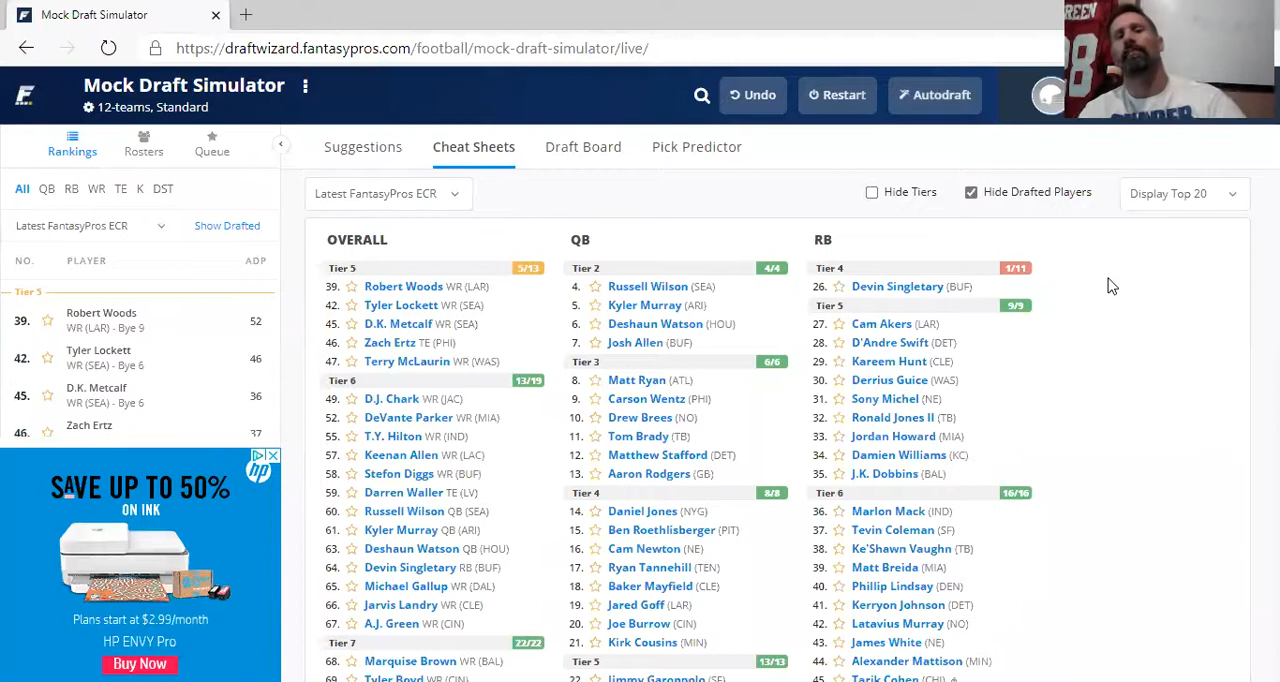 Mock Draft Simulator
https://draftwizard.fantasypros.com/football/mock-draft-simulator/live/
REEN
8
Mock Draft Simulator
12-teams, Standard
Undo
Restart
Autodraft
Rankings
Rosters
Queue
Suggestions
Cheat Sheets
Draft Board
Pick Predictor
All QB RB WR TE K DST
Latest FantasyPros ECR
Show Drafted
NO. PLAYER ADP
Tier 5
39. Robert Woods 52
WR (LAR) - Bye 9
42. Tyler Lockett 46
WR (SEA) - Bye 6
45. D.K. Metcalf 36
WR (SEA) - Bye 6
46. Zach Ertz 37
SAVE UP TO 50%
ON INK
Plans start at $2.99/month
HP ENVY Pro
Buy Now
hp
Latest FantasyPros ECR
Hide Tiers
Hide Drafted Players
Display Top 20
OVERALL
Tier 5 5/13
39. Robert Woods WR (LAR)
42. Tyler Lockett WR (SEA)
45. D.K. Metcalf WR (SEA)
46. Zach Ertz TE (PHI)
47. Terry McLaurin WR (WAS)
Tier 6 13/19
49. D.J. Chark WR (JAC)
52. DeVante Parker WR (MIA)
55. T.Y. Hilton WR (IND)
57. Keenan Allen WR (LAC)
58. Stefon Diggs WR (BUF)
59. Darren Waller TE (LV)
60. Russell Wilson QB (SEA)
61. Kyler Murray QB (ARI)
63. Deshaun Watson QB (HOU)
64. Devin Singletary RB (BUF)
65. Michael Gallup WR (DAL)
66. Jarvis Landry WR (CLE)
67. A.J. Green WR (CIN)
Tier 7 22/22
68. Marquise Brown WR (BAL)
69. Tyler Boyd WR (CIN)
QB
Tier 2 4/4
4. Russell Wilson (SEA)
5. Kyler Murray (ARI)
6. Deshaun Watson (HOU)
7. Josh Allen (BUF)
Tier 3 6/6
8. Matt Ryan (ATL)
9. Carson Wentz (PHI)
10. Drew Brees (NO)
11. Tom Brady (TB)
12. Matthew Stafford (DET)
13. Aaron Rodgers (GB)
Tier 4 8/8
14. Daniel Jones (NYG)
15. Ben Roethlisberger (PIT)
16. Cam Newton (NE)
17. Ryan Tannehill (TEN)
18. Baker Mayfield (CLE)
19. Jared Goff (LAR)
20. Joe Burrow (CIN)
21. Kirk Cousins (MIN)
Tier 5 13/13
22. Jimmy Garoppolo (SF)
RB
Tier 4 1/11
26. Devin Singletary (BUF)
Tier 5 9/9
27. Cam Akers (LAR)
28. D'Andre Swift (DET)
29. Kareem Hunt (CLE)
30. Derrius Guice (WAS)
31. Sony Michel (NE)
32. Ronald Jones II (TB)
33. Jordan Howard (MIA)
34. Damien Williams (KC)
35. J.K. Dobbins (BAL)
Tier 6 16/16
36. Marlon Mack (IND)
37. Tevin Coleman (SF)
38. Ke'Shawn Vaughn (TB)
39. Matt Breida (MIA)
40. Phillip Lindsay (DEN)
41. Kerryon Johnson (DET)
42. Latavius Murray (NO)
43. James White (NE)
44. Alexander Mattison (MIN)
45. Tarik Cohen (CHI)